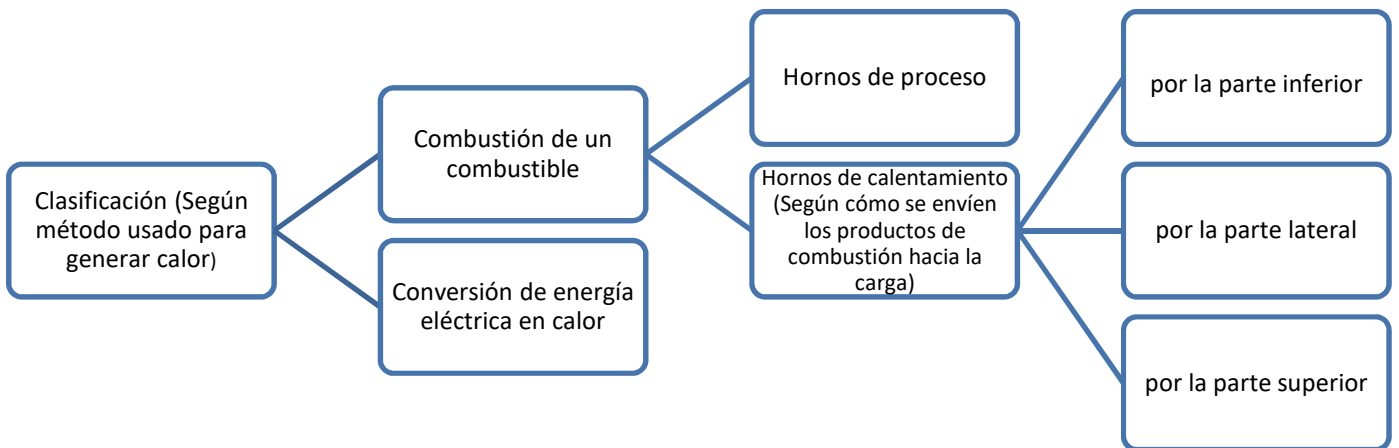 Clasificación (Según
método usado para
generar calor)
Combustión de un
combustible
Conversión de energía
eléctrica en calor
Hornos de proceso
Hornos de calentamiento
(Según cómo se envíen
los productos de
combustión hacia la
carga)
por la parte inferior
por la parte lateral
por la parte superior